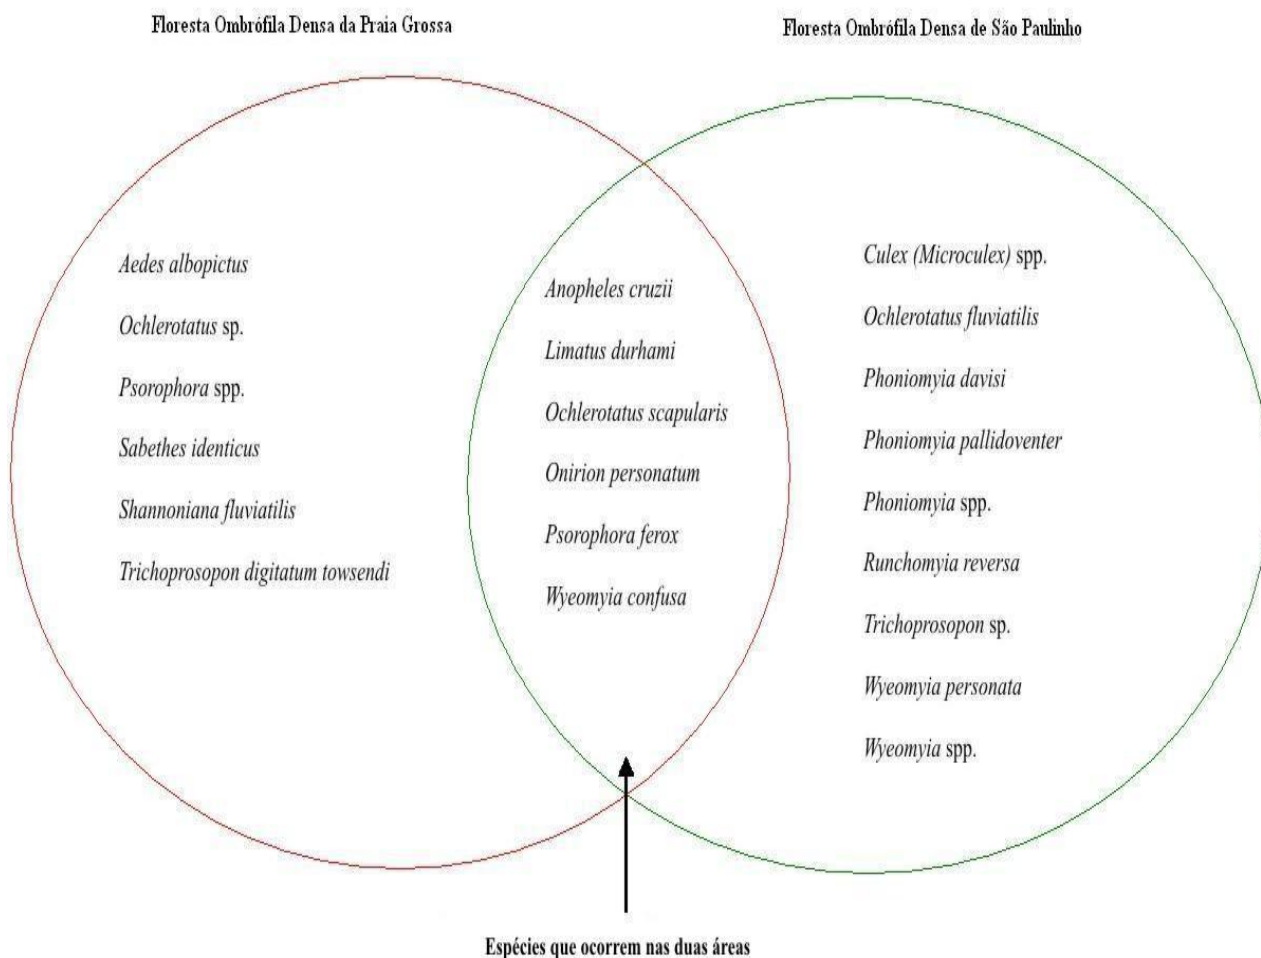 Floresta Ombrófila Densa da Praia Grossa
Floresta Ombrófila Densa de São Paulinho
Aedes albopictus
Ochlerotatus sp.
Psorophora spp.
Sabethes identicus
Shannoniana fluviatilis
Trichoprosopon digitatum towsendi
Anopheles cruzii
Limatus durhami
Ochlerotatus scapularis
Onirion personatum
Psorophora ferox
Wyeomyia confusa
Culex (Microculex) spp.
Ochlerotatus fluviatilis
Phoniomyia davisi
Phoniomyia pallidoventer
Phoniomyia spp.
Runchomyia reversa
Trichoprosopon sp.
Wyeomyia personata
Wyeomyia spp.
Espécies que ocorrem nas duas áreas